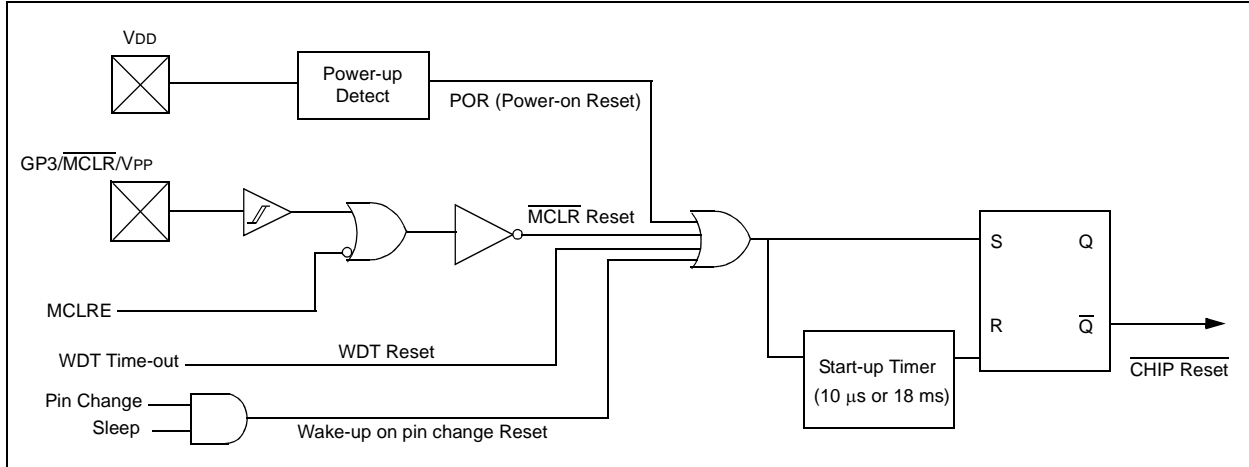 VDD
Power-up
Detect
POR (Power-on Reset)
GP3/MCLR/VPP
MCLR Reset
S Q
MCLRE
R Q
WDT Time-out
WDT Reset
Start-up Timer
(10 μs or 18 ms)
CHIP Reset
Pin Change
Sleep
Wake-up on pin change Reset